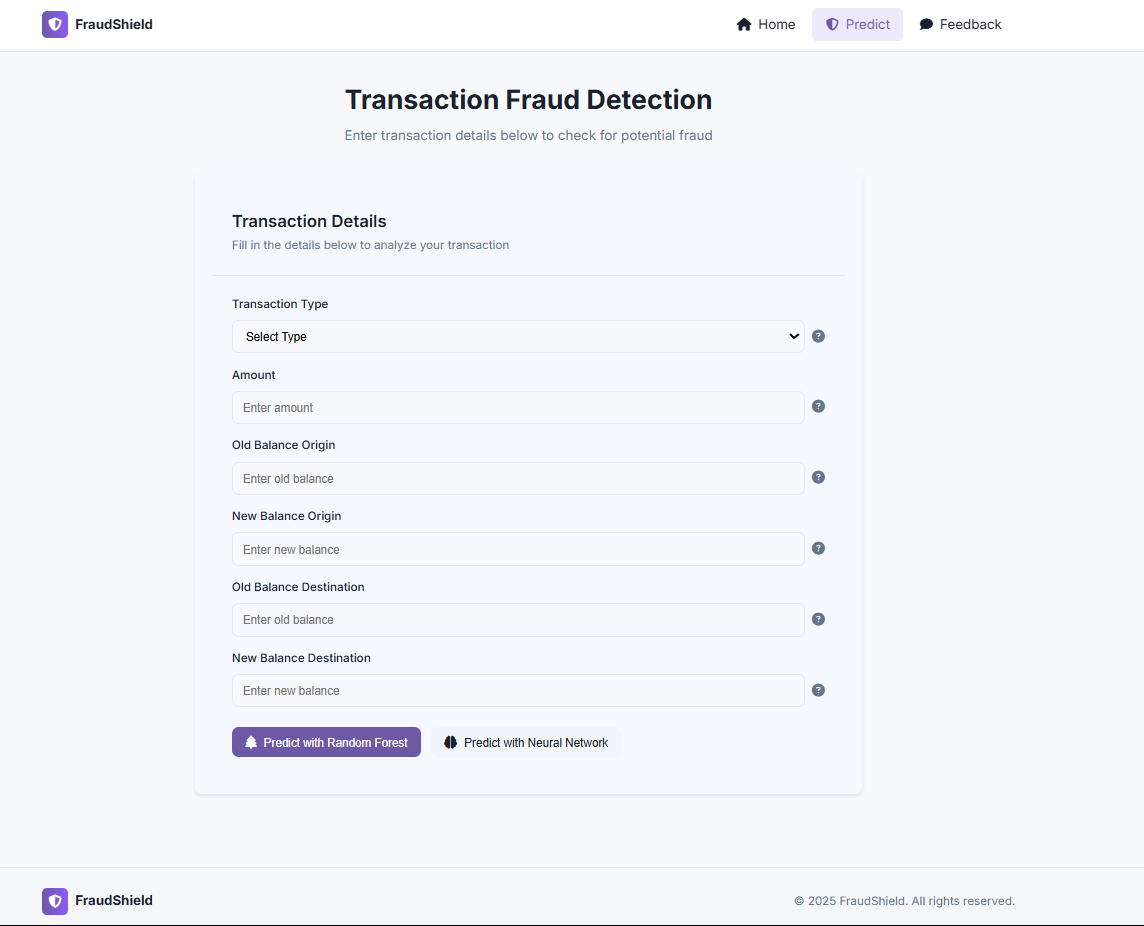 FraudShield
Home
Predict
Feedback
Transaction Fraud Detection
Enter transaction details below to check for potential fraud
Transaction Details
Fill in the details below to analyze your transaction
Transaction Type
Select Type
?
Amount
Enter amount
?
Old Balance Origin
Enter old balance
?
New Balance Origin
Enter new balance
?
Old Balance Destination
Enter old balance
?
New Balance Destination
Enter new balance
?
Predict with Random Forest
Predict with Neural Network
FraudShield
© 2025 FraudShield. All rights reserved.